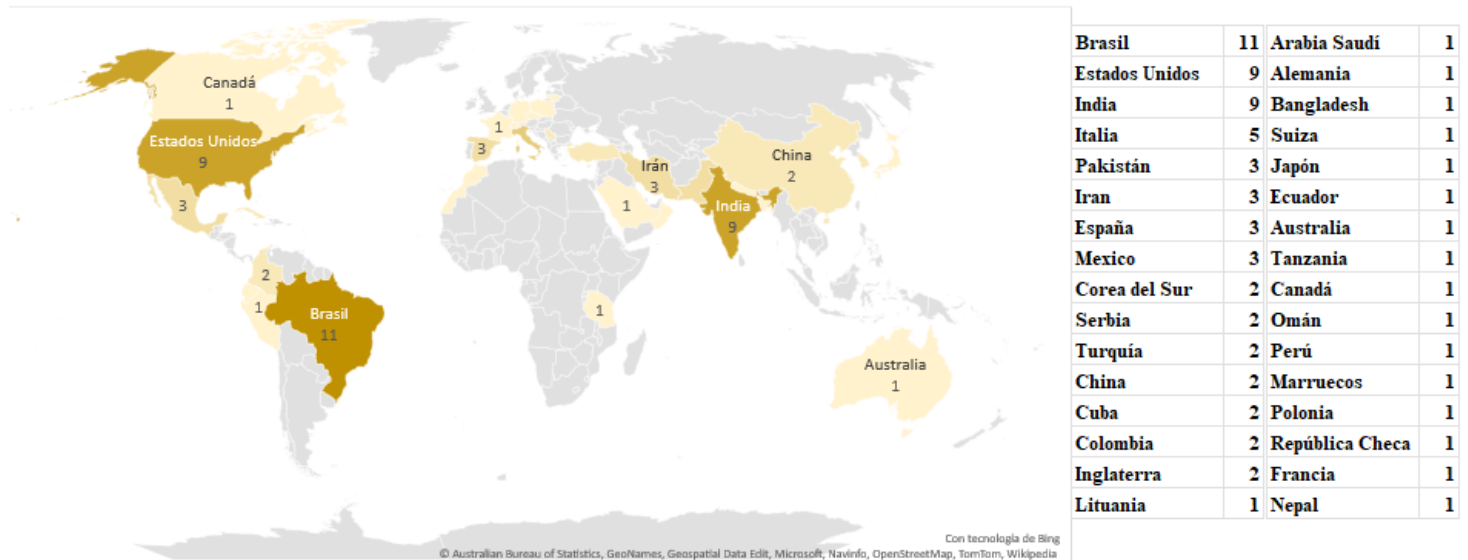 Canadá
1
Estados Unidos
9
3
2
1
Brasil
11
1
3
Irán
3
China
2
1
India
9
1
Australia
1
Con tecnología de Bing
© Australian Bureau of Statistics, GeoNames, Geospatial Data Edit, Microsoft, Navinfo, OpenStreetMap, TomTom, Wikipedia
Brasil 11 Arabia Saudí 1
Estados Unidos 9 Alemania 1
India 9 Bangladesh 1
Italia 5 Suiza 1
Pakistán 3 Japón 1
Iran 3 Ecuador 1
España 3 Australia 1
Mexico 3 Tanzania 1
Corea del Sur 2 Canadá 1
Serbia 2 Omán 1
Turquía 2 Perú 1
China 2 Marruecos 1
Cuba 2 Polonia 1
Colombia 2 República Checa 1
Inglaterra 2 Francia 1
Lituania 1 Nepal 1